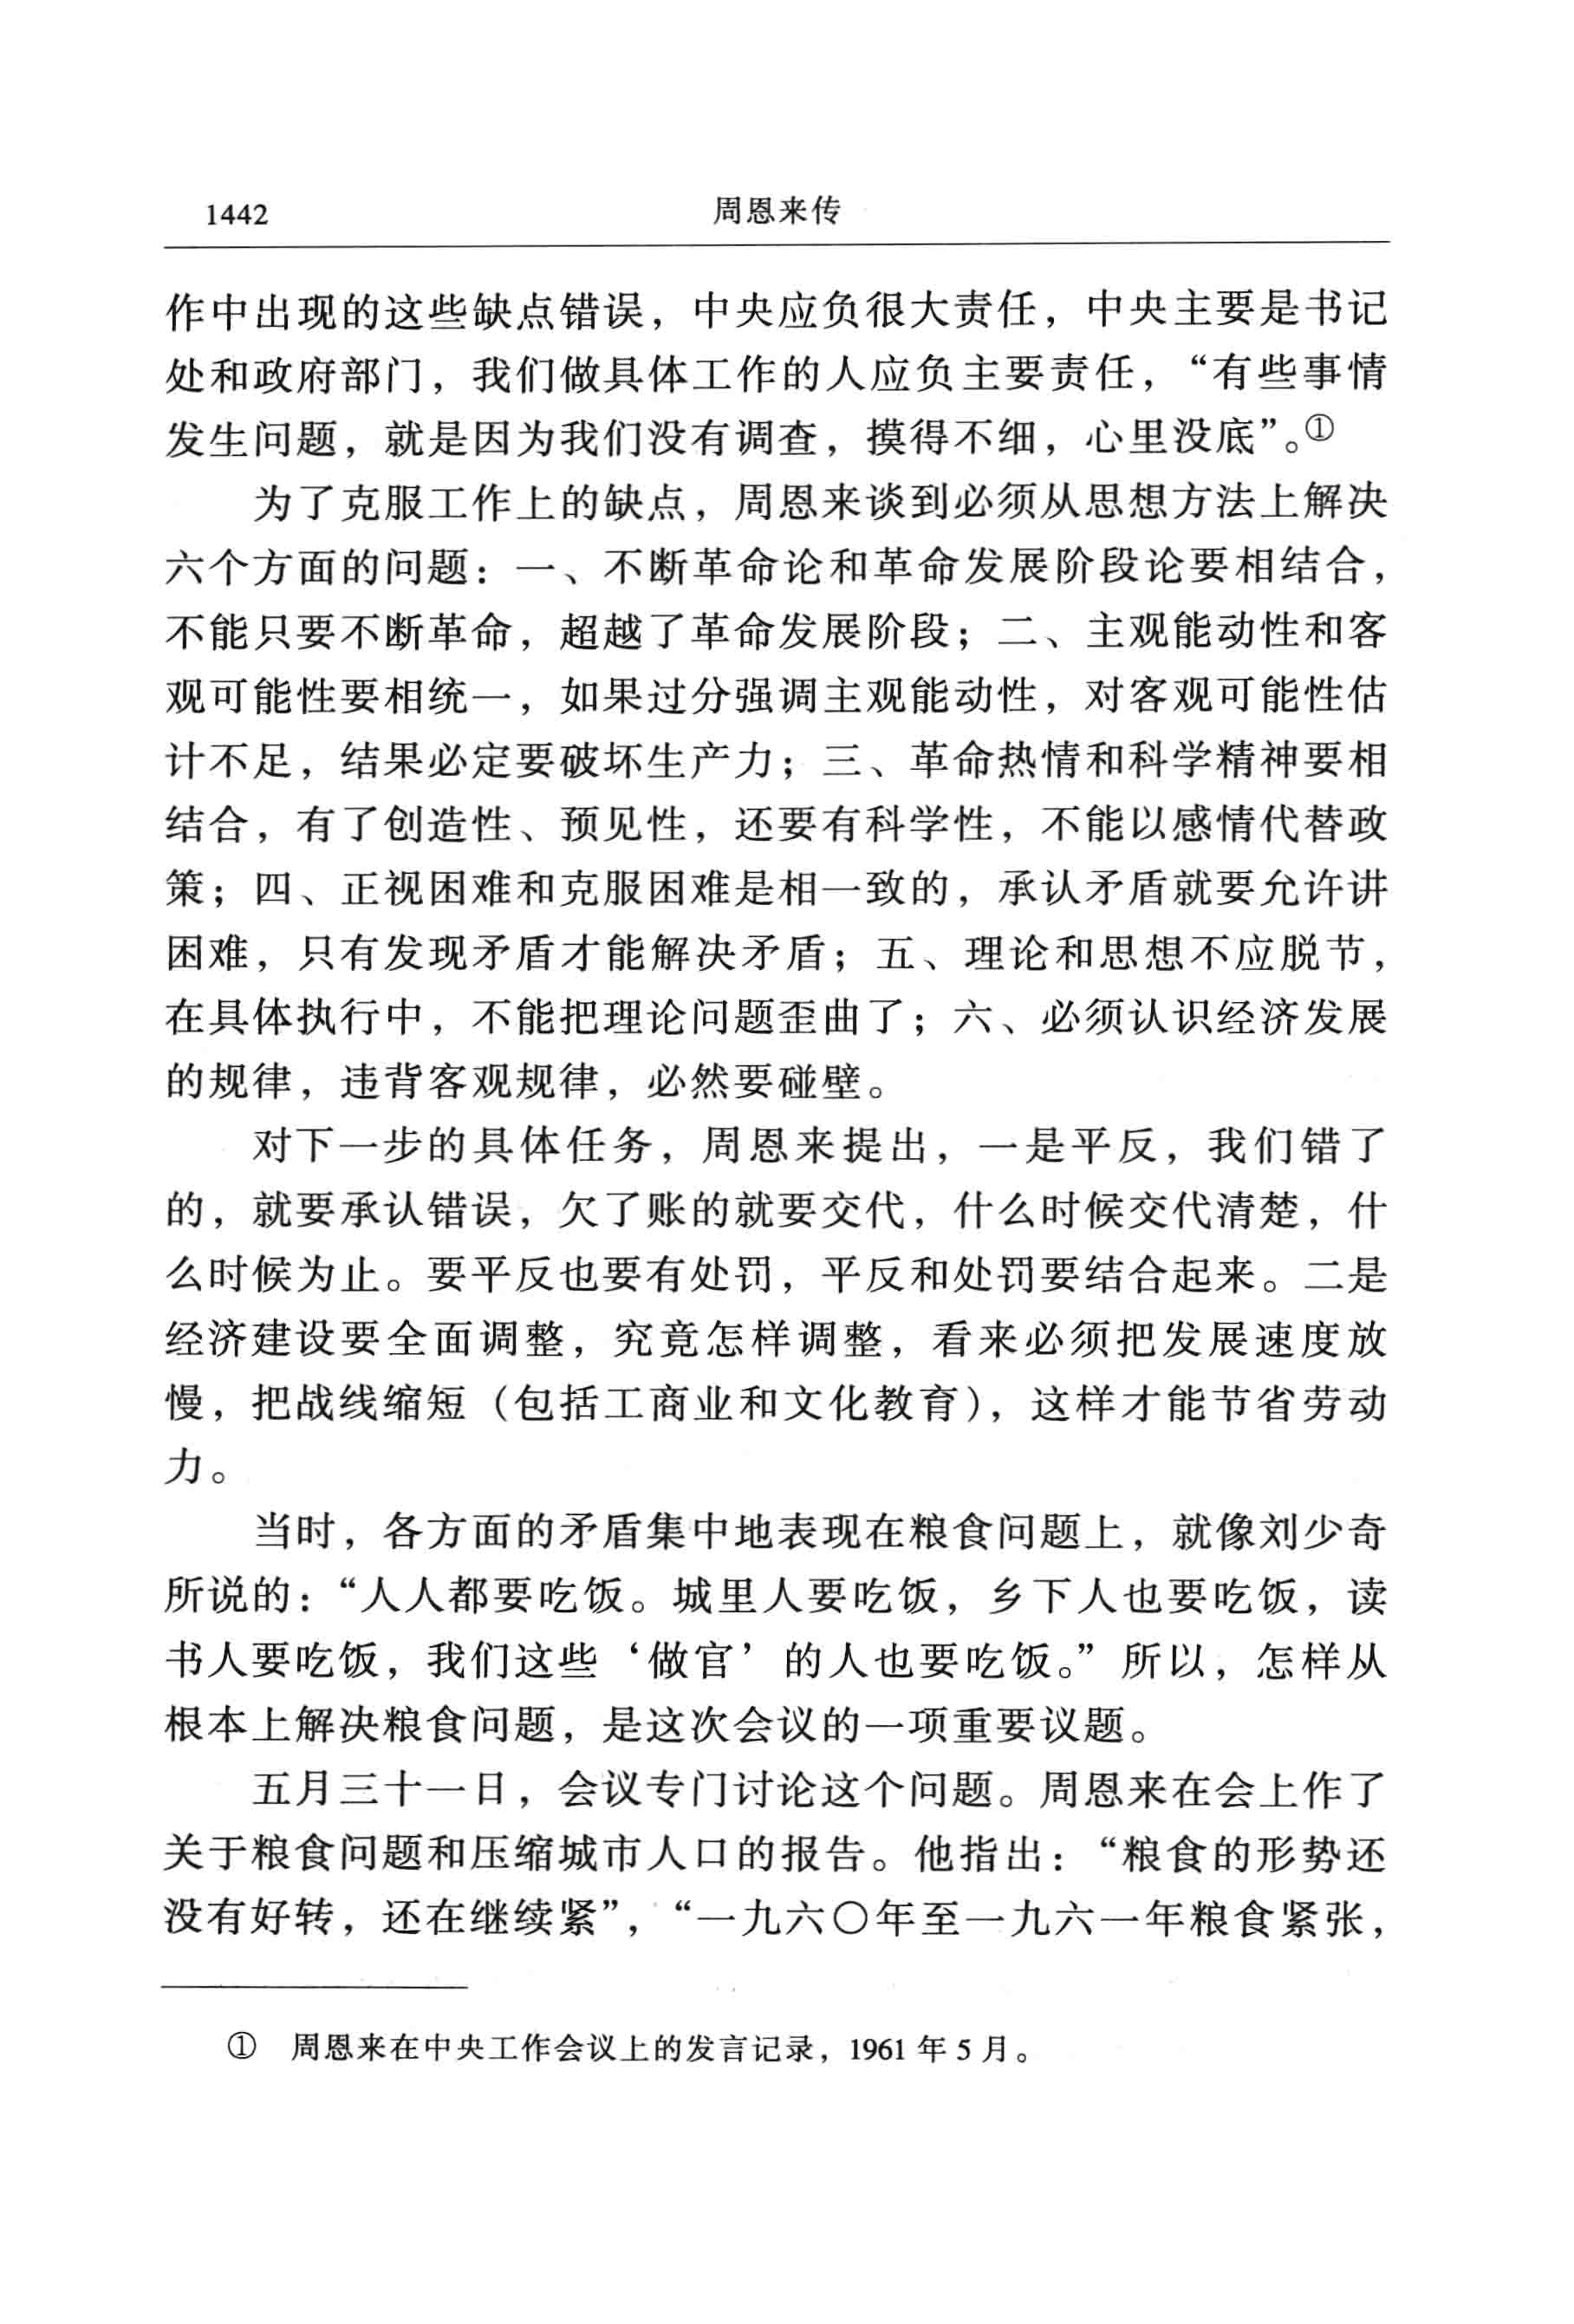 1442 周恩来传
作中出现的这些缺点错误，中央应负很大责任，中央主要是书记
处和政府部门，我们做具体工作的人应负主要责任，“有些事情
发生问题，就是因为我们没有调查，摸得不细，心里没底”。①
为了克服工作上的缺点，周恩来谈到必须从思想方法上解决
六个方面的问题：一、不断革命论和革命发展阶段论要相结合，
不能只要不断革命，超越了革命发展阶段；二、主观能动性和客
观可能性要相统一，如果过分强调主观能动性，对客观可能性估
计不足，结果必定要破坏生产力；三、革命热情和科学精神要相
结合，有了创造性、预见性，还要有科学性，不能以感情代替政
策；四、正视困难和克服困难是相一致的，承认矛盾就要允许讲
困难，只有发现矛盾才能解决矛盾；五、理论和思想不应脱节，
在具体执行中，不能把理论问题歪曲了；六、必须认识经济发展
的规律，违背客观规律，必然要碰壁。
对下一步的具体任务，周恩来提出，一是平反，我们错了
的，就要承认错误，欠了账的就要交代，什么时候交代清楚，什
么时候为止。要平反也要有处罚，平反和处罚要结合起来。二是
经济建设要全面调整，究竟怎样调整，看来必须把发展速度放
慢，把战线缩短（包括工商业和文化教育），这样才能节省劳动
力。
当时，各方面的矛盾集中地表现在粮食问题上，就像刘少奇
所说的：“人人都要吃饭。城里人要吃饭，乡下人也要吃饭，读
书人要吃饭，我们这些‘做官’的人也要吃饭。”所以，怎样从
根本上解决粮食问题，是这次会议的一项重要议题。
五月三十一日，会议专门讨论这个问题。周恩来在会上作了
关于粮食问题和压缩城市人口的报告。他指出：“粮食的形势还
没有好转，还在继续紧”，“一九六〇年至一九六一年粮食紧张，
① 周恩来在中央工作会议上的发言记录，1961 年 5 月。